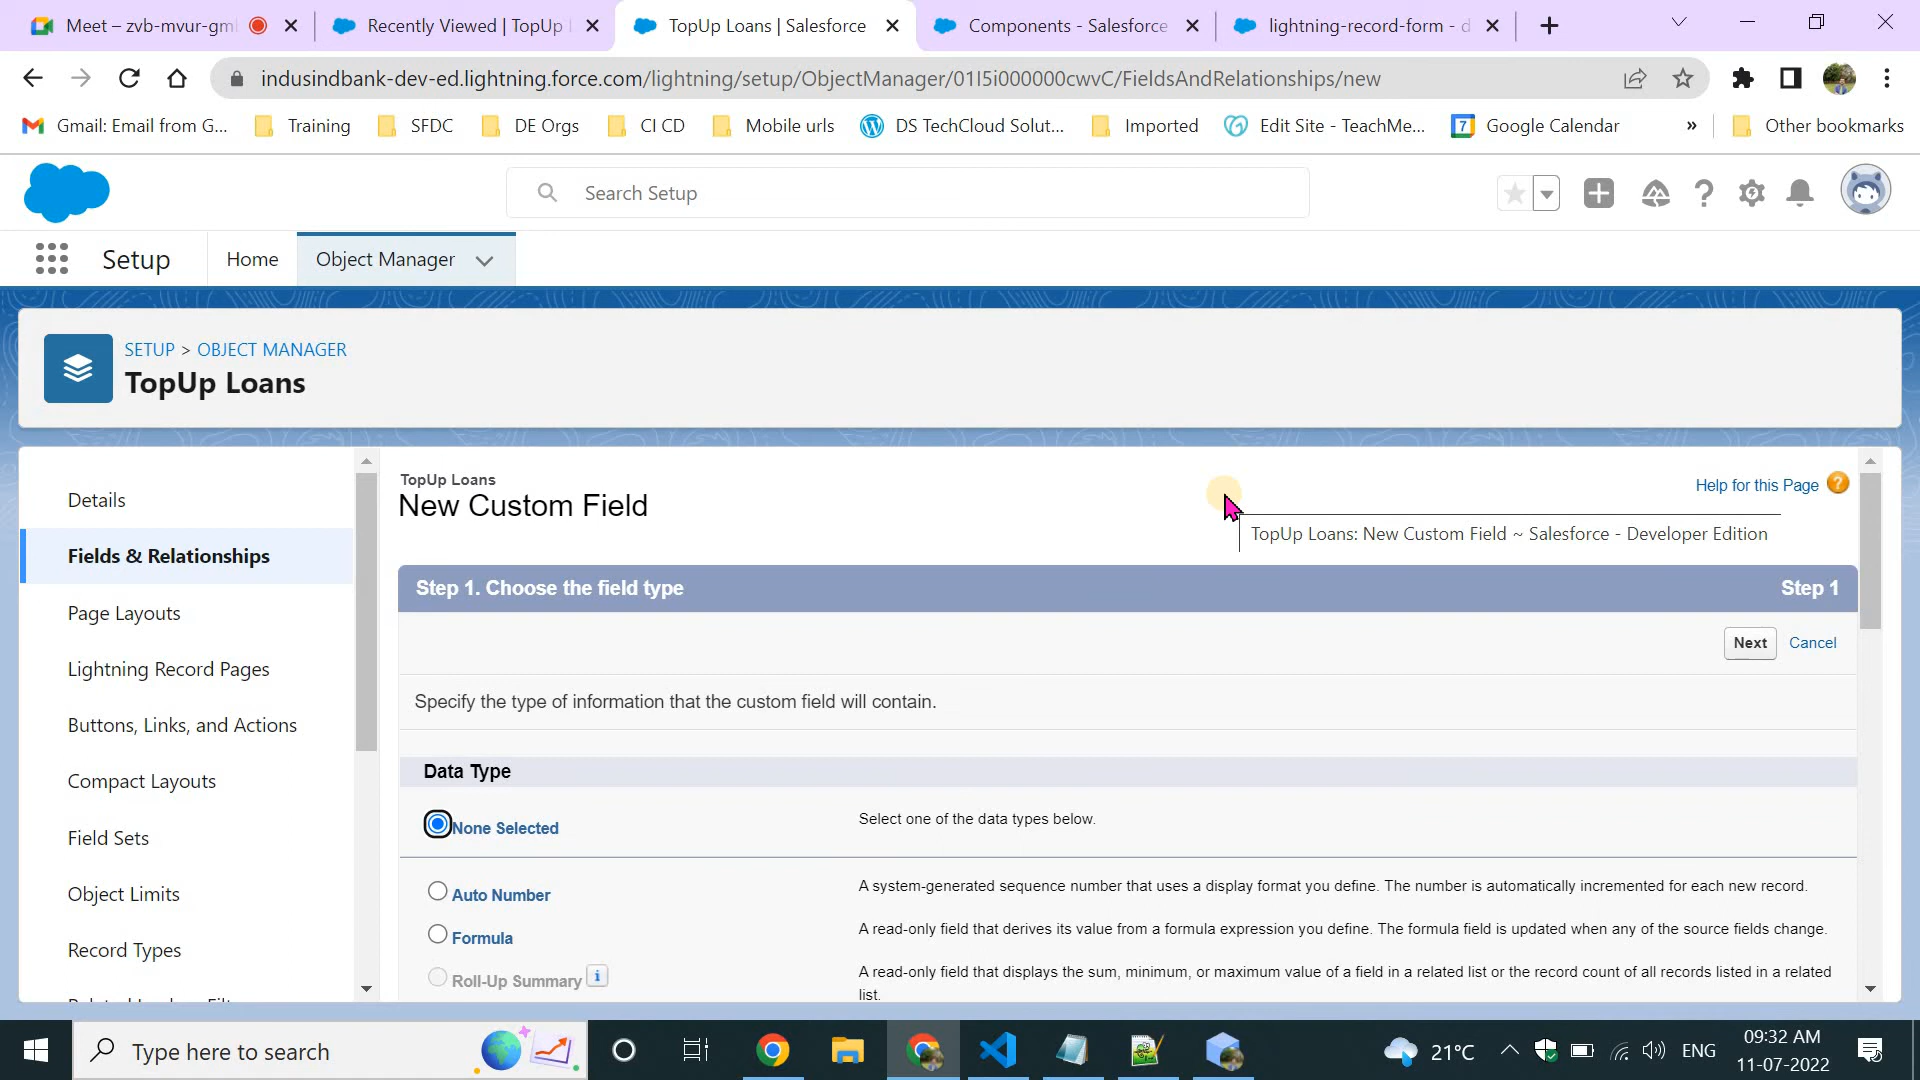 Meet – zvb-mvur-gml
Recently Viewed | TopUp
TopUp Loans | Salesforce
Components - Salesforce
lightning-record-form - d
indusindbank-dev-ed.lightning.force.com/lightning/setup/ObjectManager/01I5i000000cwvC/FieldsAndRelationships/new
Gmail: Email from G...
Training
SFDC
DE Orgs
CI CD
Mobile urls
DS TechCloud Solut...
Imported
Edit Site - TeachMe...
7
Google Calendar
»
Other bookmarks
Search Setup
Setup
Home
Object Manager
SETUP > OBJECT MANAGER
TopUp Loans
Details
Fields & Relationships
Page Layouts
Lightning Record Pages
Buttons, Links, and Actions
Compact Layouts
Field Sets
Object Limits
Record Types
TopUp Loans
New Custom Field
Help for this Page ?
TopUp Loans: New Custom Field ~ Salesforce - Developer Edition
Step 1. Choose the field type
Step 1
Next Cancel
Specify the type of information that the custom field will contain.
Data Type
None Selected
Select one of the data types below.
Auto Number
A system-generated sequence number that uses a display format you define. The number is automatically incremented for each new record.
Formula
A read-only field that derives its value from a formula expression you define. The formula field is updated when any of the source fields change.
Roll-Up Summary i
A read-only field that displays the sum, minimum, or maximum value of a field in a related list or the record count of all records listed in a related
list.
Type here to search
21°C
ENG
09:32 AM
11-07-2022